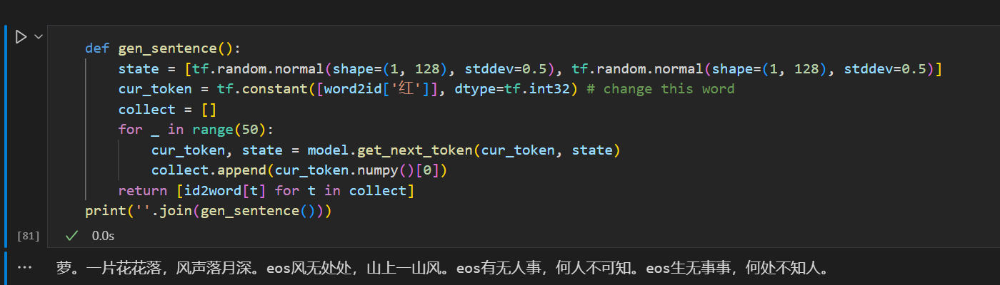 def gen_sentence():
state = [tf.random.normal(shape=(1, 128), stddev=0.5), tf.random.normal(shape=(1, 128), stddev=0.5)]
cur_token = tf.constant([word2id['红']], dtype=tf.int32) # change this word
collect = []
for _ in range(50):
cur_token, state = model.get_next_token(cur_token, state)
collect.append(cur_token.numpy()[0])
return [id2word[t] for t in collect]
print(''.join(gen_sentence()))
[81] 0.0s
萝。一片花花落，风声落月深。eos风无处处，山上一山风。eos有无人事，何人不可知。eos生无事事，何处不知人。